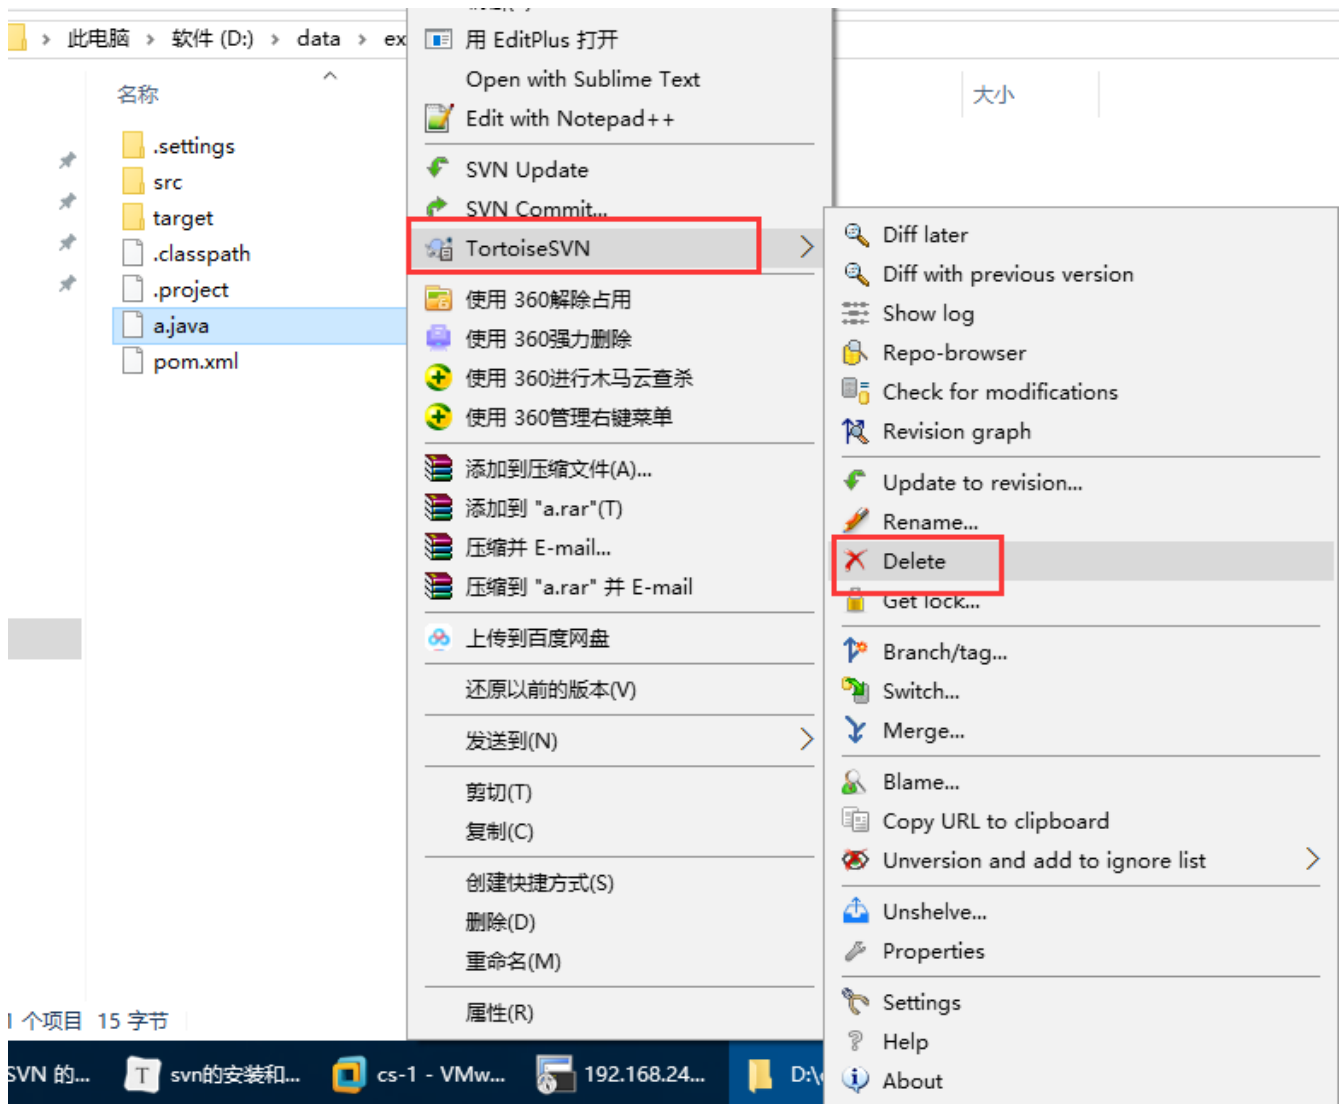 此电脑 › 软件 (D:) › data › ex
名称
大小
.settings
src
target
.classpath
.project
a.java
pom.xml
用 EditPlus 打开
Open with Sublime Text
Edit with Notepad++
SVN Update
SVN Commit...
TortoiseSVN
使用 360解除占用
使用 360强力删除
使用 360进行木马云查杀
使用 360管理右键菜单
添加到压缩文件(A)...
添加到 "a.rar"(T)
压缩并 E-mail...
压缩到 "a.rar" 并 E-mail
上传到百度网盘
还原以前的版本(V)
发送到(N)
剪切(T)
复制(C)
创建快捷方式(S)
删除(D)
重命名(M)
属性(R)
Diff later
Diff with previous version
Show log
Repo-browser
Check for modifications
Revision graph
Update to revision...
Rename...
Delete
Get lock...
Branch/tag...
Switch...
Merge...
Blame...
Copy URL to clipboard
Unversion and add to ignore list
Unshelve...
Properties
Settings
Help
About
1 个项目 15 字节
SVN 的...
svn的安装和...
cs-1 - VMw...
192.168.24...
D:\